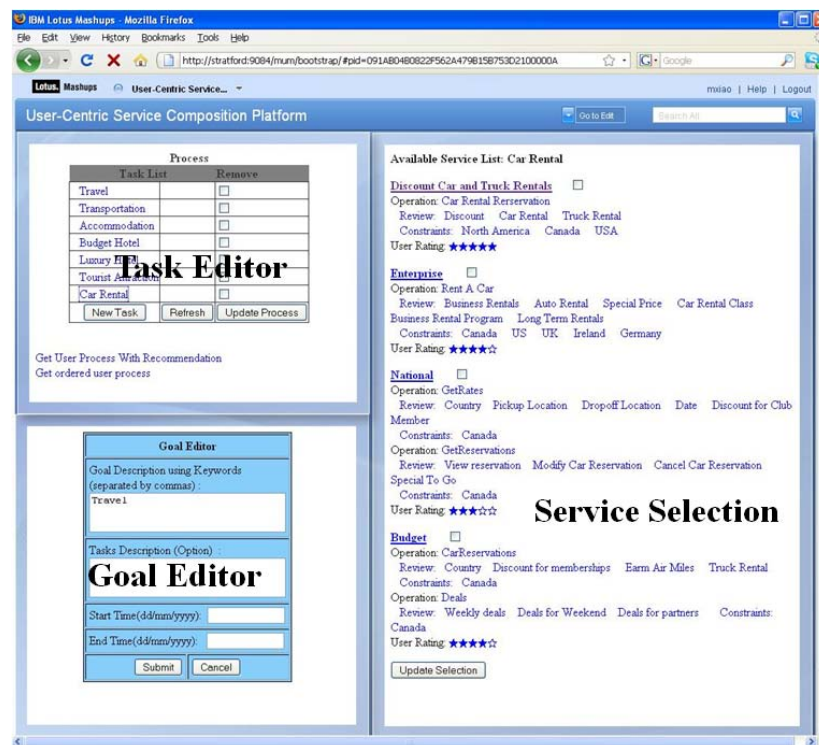 IBM Lotus Mashups - Mozilla Firefox
File Edit View History Bookmarks Tools Help
http://stratford:9084/mum/bootstrap/#pid=091AB04B0822F562A479B15B753D2100000A
Google
Lotus. Mashups User-Centric Service... mxiao | Help | Logout
User-Centric Service Composition Platform
Go to Edit
Search All
Process
Task List Remove
Travel
Transportation
Accommodation
Budget Hotel
Luxury Hotel
Tourist Attraction
Car Rental
New Task Refresh Update Process
Task Editor
Get User Process With Recommendation
Get ordered user process
Goal Editor
Goal Description using Keywords
(separated by commas) :
Travel
Tasks Description (Option) :
Goal Editor
Start Time(dd/mm/yyyy):
End Time(dd/mm/yyyy):
Submit Cancel
Available Service List: Car Rental
Discount Car and Truck Rentals
Operation: Car Rental Rerservation
Review: Discount Car Rental Truck Rental
Constraints: North America Canada USA
User Rating: ★★★★★
Enterprise
Operation: Rent A Car
Review: Business Rentals Auto Rental Special Price Car Rental Class
Business Rental Program Long Term Rentals
Constraints: Canada US UK Ireland Germany
User Rating: ★★★★☆
National
Operation: GetRates
Review: Country Pickup Location Dropoff Location Date Discount for Club
Member
Constraints: Canada
Operation: GetReservations
Review: View reservation Modify Car Reservation Cancel Car Reservation
Special To Go
Constraints: Canada
User Rating: ★★★☆☆
Service Selection
Budget
Operation: CarReservations
Review: Country Discount for memberships Earm Air Miles Truck Rental
Constraints: Canada
Operation: Deals
Review: Weekly deals Deals for Weekend Deals for partners Constraints:
Canada
User Rating: ★★★★☆
Update Selection